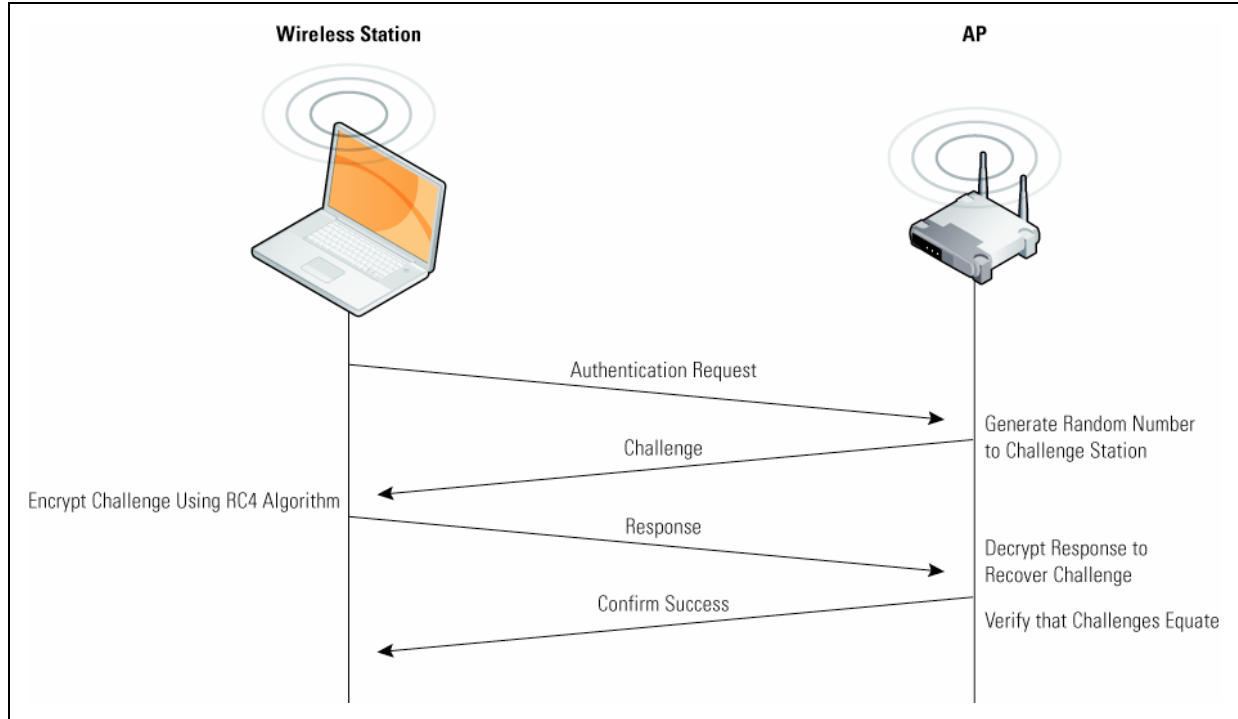 Wireless Station
AP
Authentication Request
Generate Random Number
to Challenge Station
Challenge
Encrypt Challenge Using RC4 Algorithm
Response
Decrypt Response to
Recover Challenge
Confirm Success
Verify that Challenges Equate